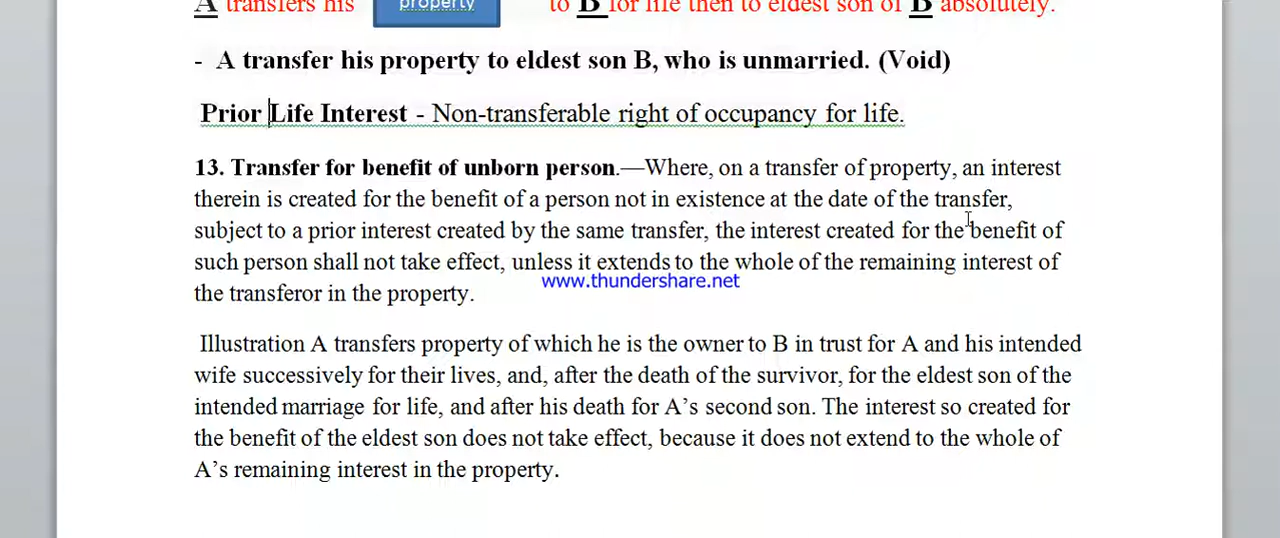 A transfers his property to B for life then to eldest son of B absolutely.
- A transfer his property to eldest son B, who is unmarried. (Void)
Prior Life Interest - Non-transferable right of occupancy for life.
13. Transfer for benefit of unborn person.—Where, on a transfer of property, an interest
therein is created for the benefit of a person not in existence at the date of the transfer,
subject to a prior interest created by the same transfer, the interest created for the benefit of
such person shall not take effect, unless it extends to the whole of the remaining interest of
www.thundershare.net
the transferor in the property.
Illustration A transfers property of which he is the owner to B in trust for A and his intended
wife successively for their lives, and, after the death of the survivor, for the eldest son of the
intended marriage for life, and after his death for A’s second son. The interest so created for
the benefit of the eldest son does not take effect, because it does not extend to the whole of
A’s remaining interest in the property.